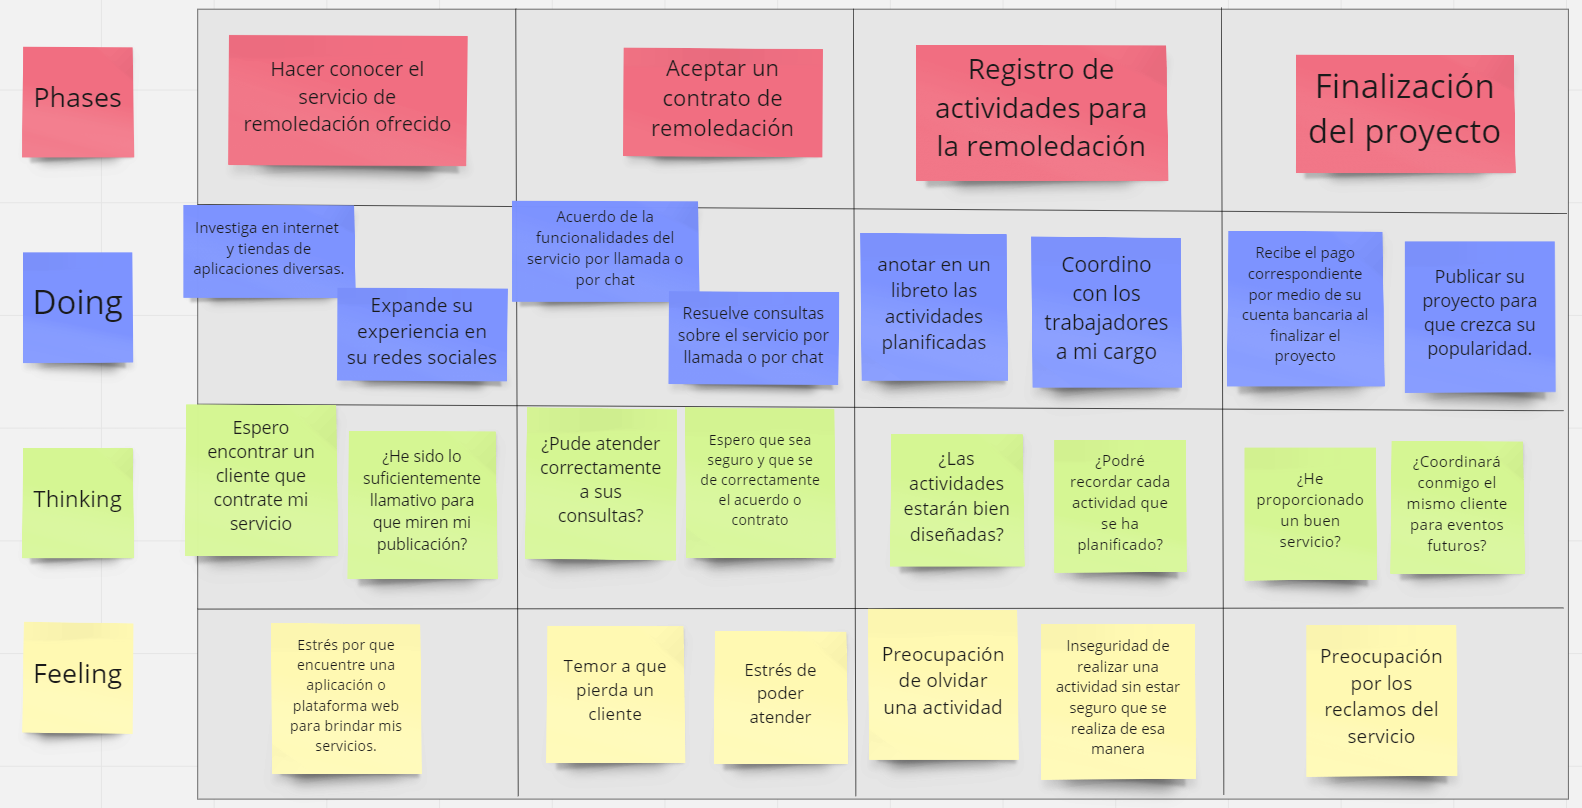 Phases
Hacer conocer el
servicio de
remoledación ofrecido
Aceptar un
contrato de
remoledación
Registro de
actividades para
la remoledación
Finalización
del proyecto
Doing
Investiga en internet
y tiendas de
aplicaciones diversas.
Expande su
experiencia en
su redes sociales
Acuerdo de la
funcionalidades del
servicio por llamada o
por chat
Resuelve consultas
sobre el servicio por
llamada o por chat
anotar en un
libreto las
actividades
planificadas
Coordino
con los
trabajadores
a mi cargo
Recibe el pago
correspondiente
por medio de su
cuenta bancaria al
finalizar el
proyecto
Publicar su
proyecto para
que crezca su
popularidad.
Thinking
Espero
encontrar un
cliente que
contrate mi
servicio
¿He sido lo
suficientemente
llamativo para
que miren mi
publicación?
¿Pude atender
correctamente
a sus
consultas?
Espero que sea
seguro y que se
de correctamente
el acuerdo o
contrato
¿Las
actividades
estarán bien
diseñadas?
¿Podré
recordar cada
actividad que
se ha
planificado?
¿He
proporcionado
un buen
servicio?
¿Coordinará
conmigo el
mismo cliente
para eventos
futuros?
Feeling
Estrés por que
encuentre una
aplicación o
plataforma web
para brindar mis
servicios.
Temor a que
pierda un
cliente
Estrés de
poder
atender
Preocupación
de olvidar
una actividad
Inseguridad de
realizar una
actividad sin estar
seguro que se
realiza de esa
manera
Preocupación
por los
reclamos del
servicio